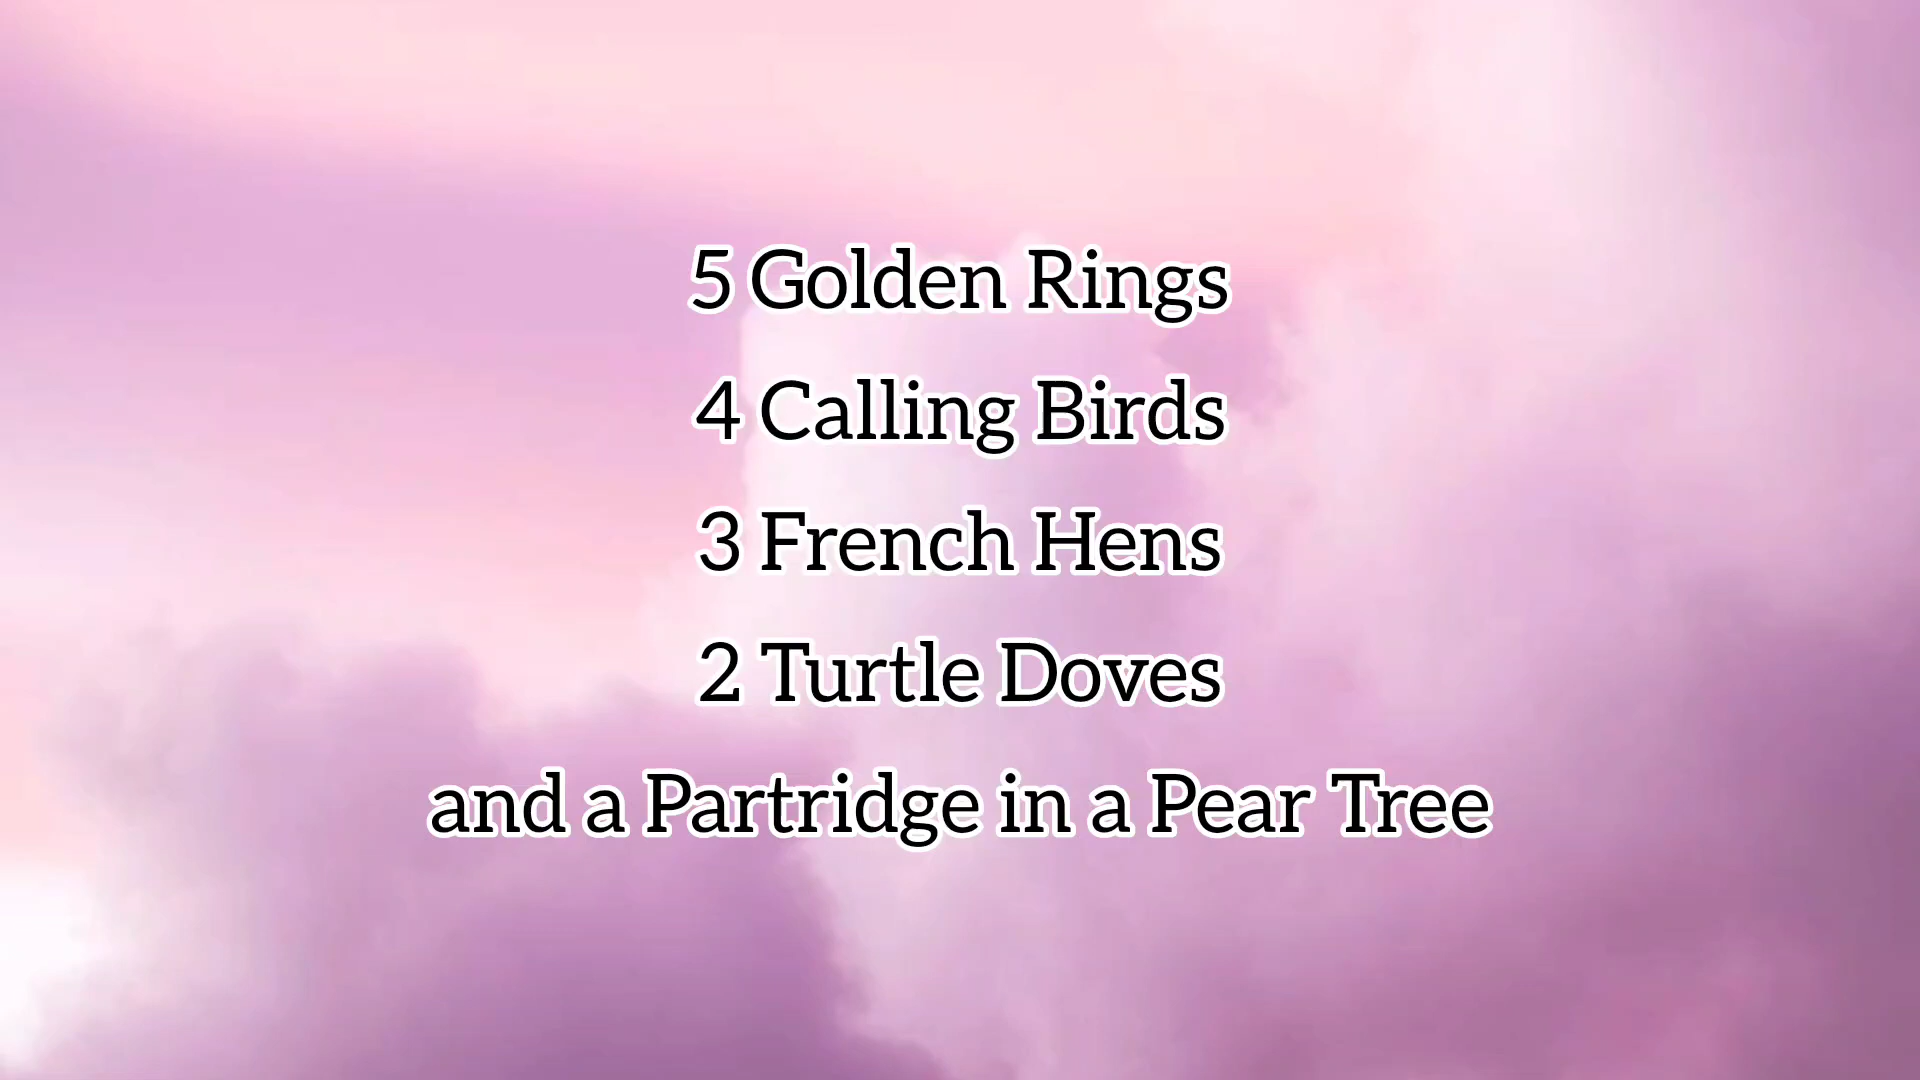 5 Golden Rings
4 Calling Birds
3 French Hens
2 Turtle Doves
and a Partridge in a Pear Tree